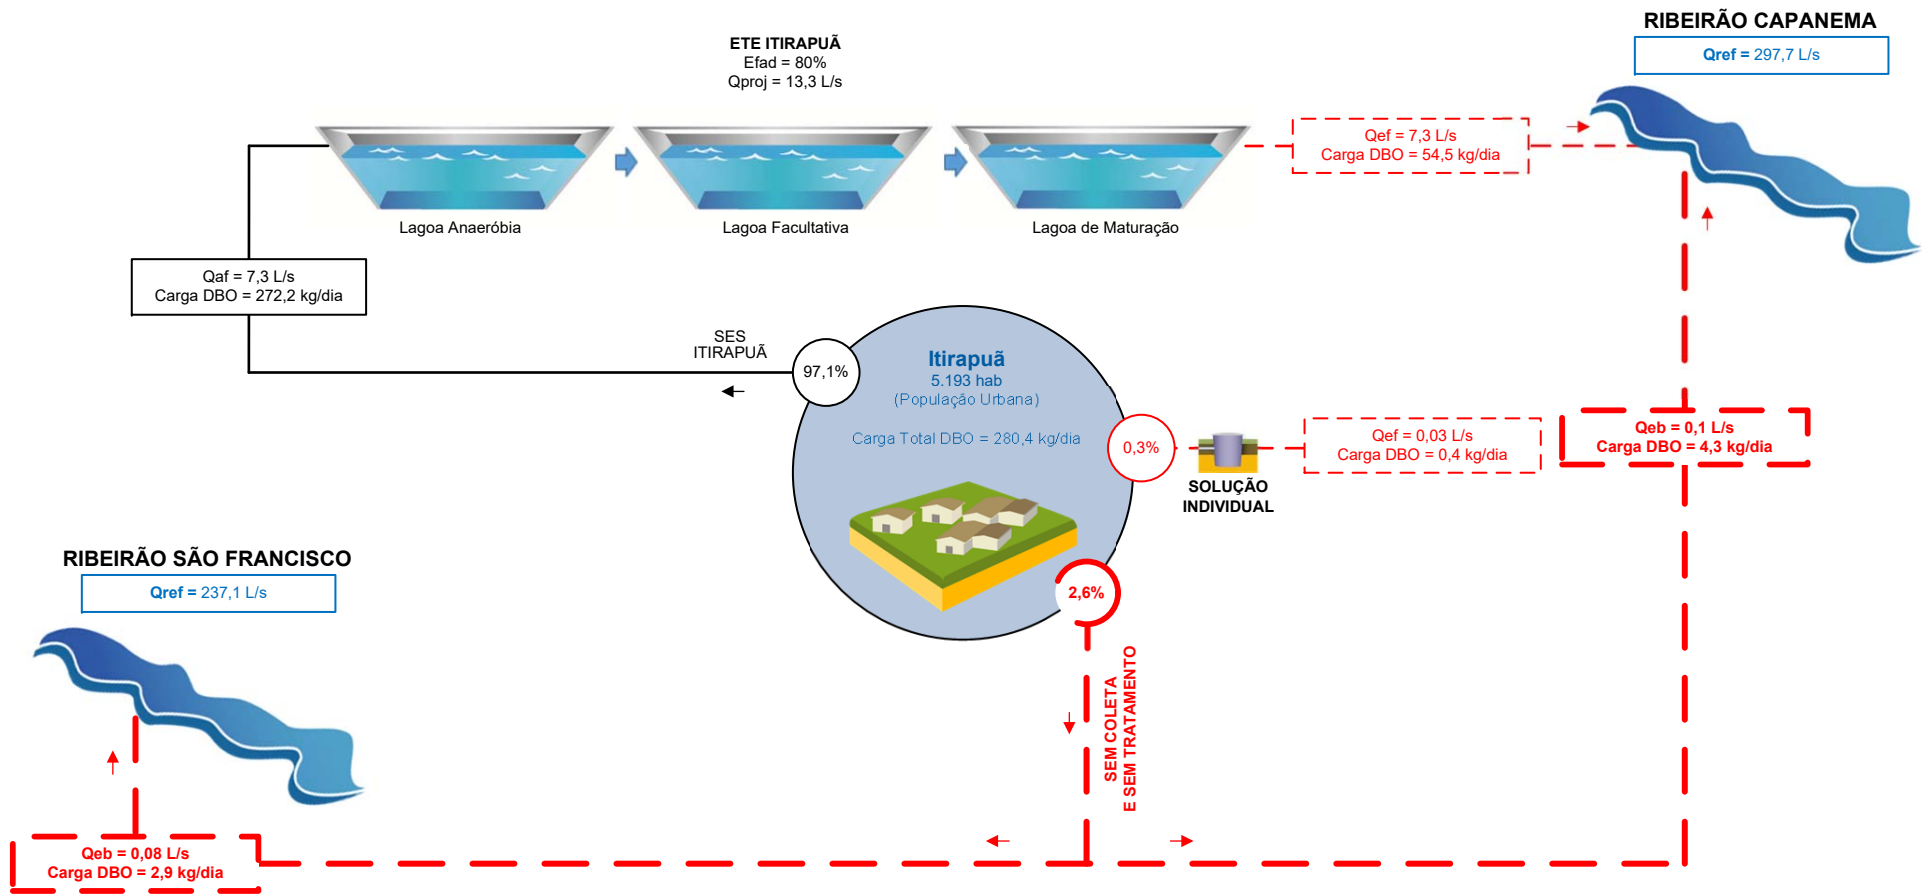 RIBEIRÃO CAPANEMA
Qref = 297,7 L/s
ETE ITIRAPUÃ
Efad = 80%
Qproj = 13,3 L/s
Qef = 7,3 L/s
Carga DBO = 54,5 kg/dia
Lagoa Anaeróbia
Lagoa Facultativa
Lagoa de Maturação
Qaf = 7,3 L/s
Carga DBO = 272,2 kg/dia
SES
ITIRAPUÃ
97,1%
Itirapuã
5.193 hab
(População Urbana)
Carga Total DBO = 280,4 kg/dia
0,3%
SOLUÇÃO
INDIVIDUAL
Qef = 0,03 L/s
Carga DBO = 0,4 kg/dia
Qeb = 0,1 L/s
Carga DBO = 4,3 kg/dia
RIBEIRÃO SÃO FRANCISCO
Qref = 237,1 L/s
2,6%
SEM COLETA
E SEM TRATAMENTO
Qeb = 0,08 L/s
Carga DBO = 2,9 kg/dia